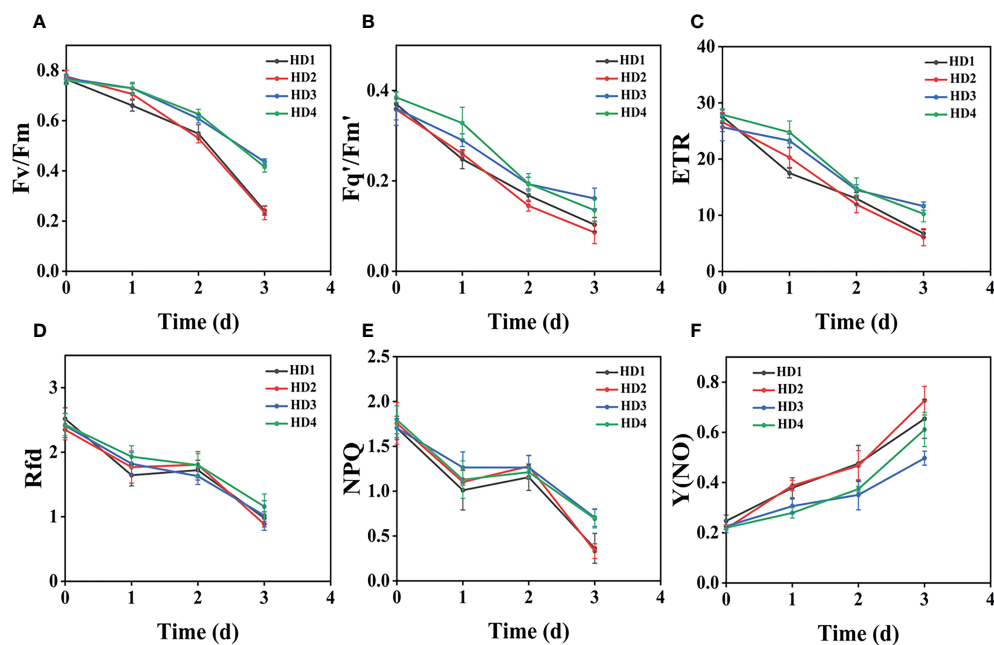 A
Fv/Fm
0.8
0.6
0.4
0.2
0.0
0 1 2 3 4
Time (d)
HD1
HD2
HD3
HD4
B
Fq'/Fm'
0.4
0.2
0.0
0 1 2 3 4
Time (d)
HD1
HD2
HD3
HD4
C
ETR
40
30
20
10
0
0 1 2 3 4
Time (d)
HD1
HD2
HD3
HD4
D
Rfd
3
2
1
0
0 1 2 3 4
Time (d)
HD1
HD2
HD3
HD4
E
NPQ
2.5
2.0
1.5
1.0
0.5
0.0
0 1 2 3 4
Time (d)
HD1
HD2
HD3
HD4
F
Y(NO)
0.8
0.6
0.4
0.2
0.0
0 1 2 3 4
Time (d)
HD1
HD2
HD3
HD4